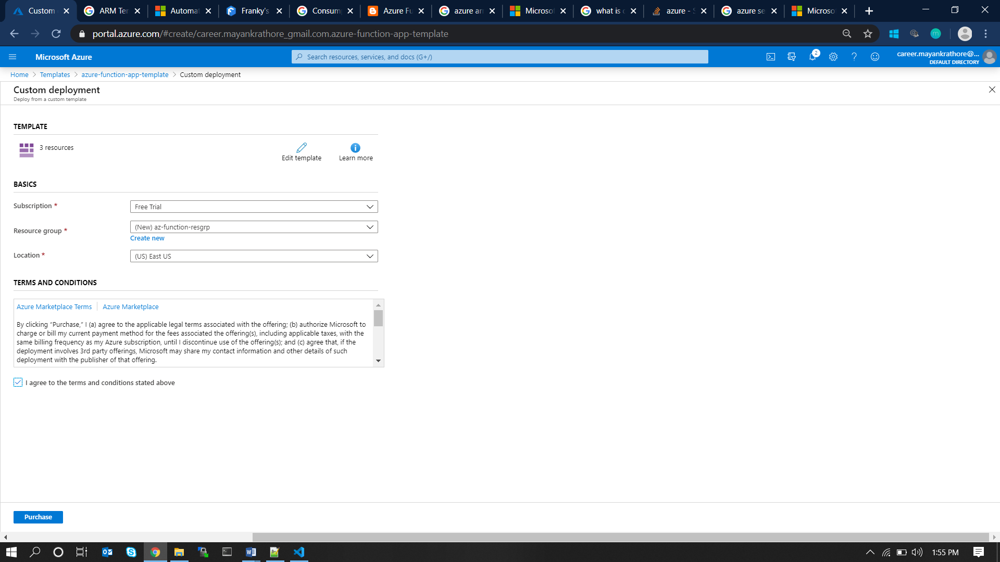 Custom
ARM Ter
Automat
Franky's
Consum
Azure Fu
azure arr
Microsof
what is c
azure - S
azure se
Microso
portal.azure.com/#create/career.mayankrathore_gmail.com.azure-function-app-template
Microsoft Azure
Search resources, services, and docs (G+/)
2
career.mayankrathore@...
DEFAULT DIRECTORY
Home > Templates > azure-function-app-template > Custom deployment
Custom deployment
Deploy from a custom template
TEMPLATE
3 resources
Edit template
Learn more
BASICS
Subscription *
Free Trial
Resource group *
(New) az-function-resgrp
Create new
Location *
(US) East US
TERMS AND CONDITIONS
Azure Marketplace Terms | Azure Marketplace
By clicking “Purchase,” I (a) agree to the applicable legal terms associated with the offering; (b) authorize Microsoft to
charge or bill my current payment method for the fees associated the offering(s), including applicable taxes, with the
same billing frequency as my Azure subscription, until I discontinue use of the offering(s); and (c) agree that, if the
deployment involves 3rd party offerings, Microsoft may share my contact information and other details of such
deployment with the publisher of that offering.
I agree to the terms and conditions stated above
Purchase
1:55 PM